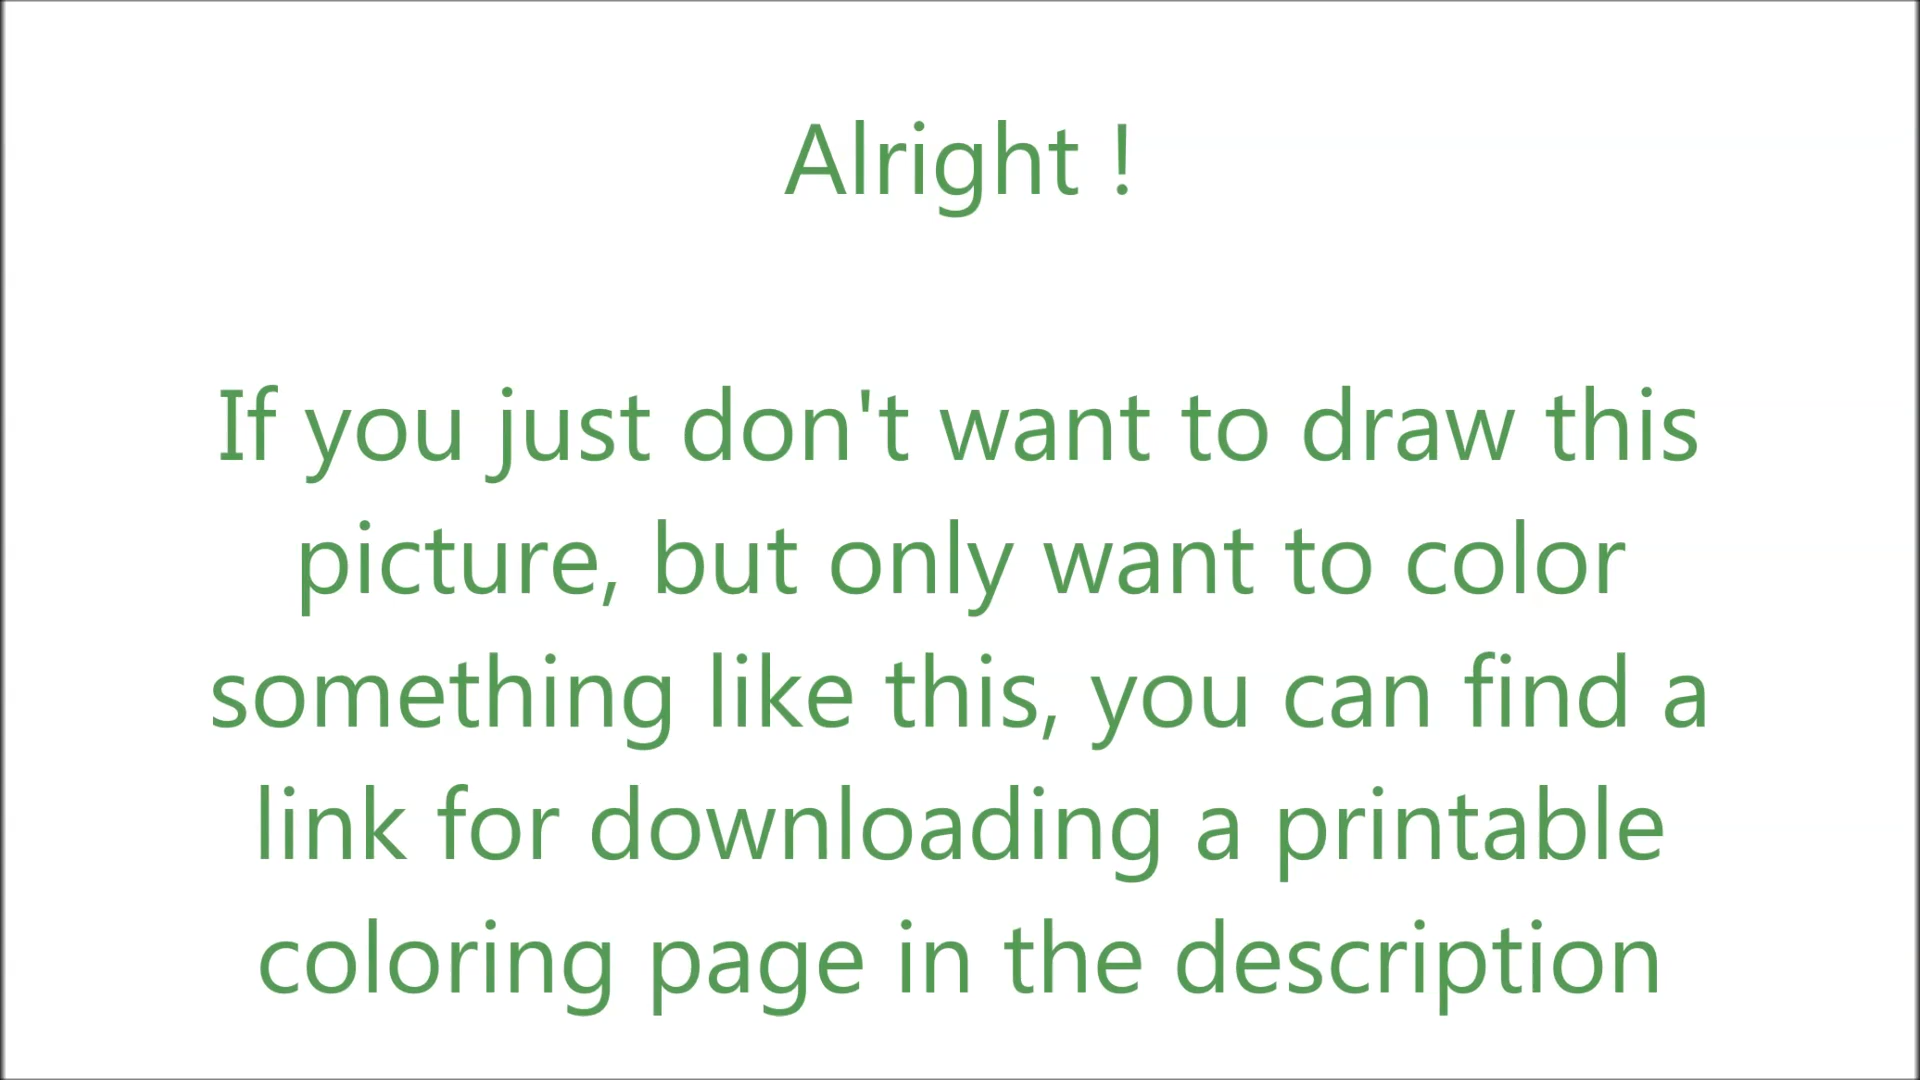 Alright !
If you just don't want to draw this
picture, but only want to color
something like this, you can find a
link for downloading a printable
coloring page in the description